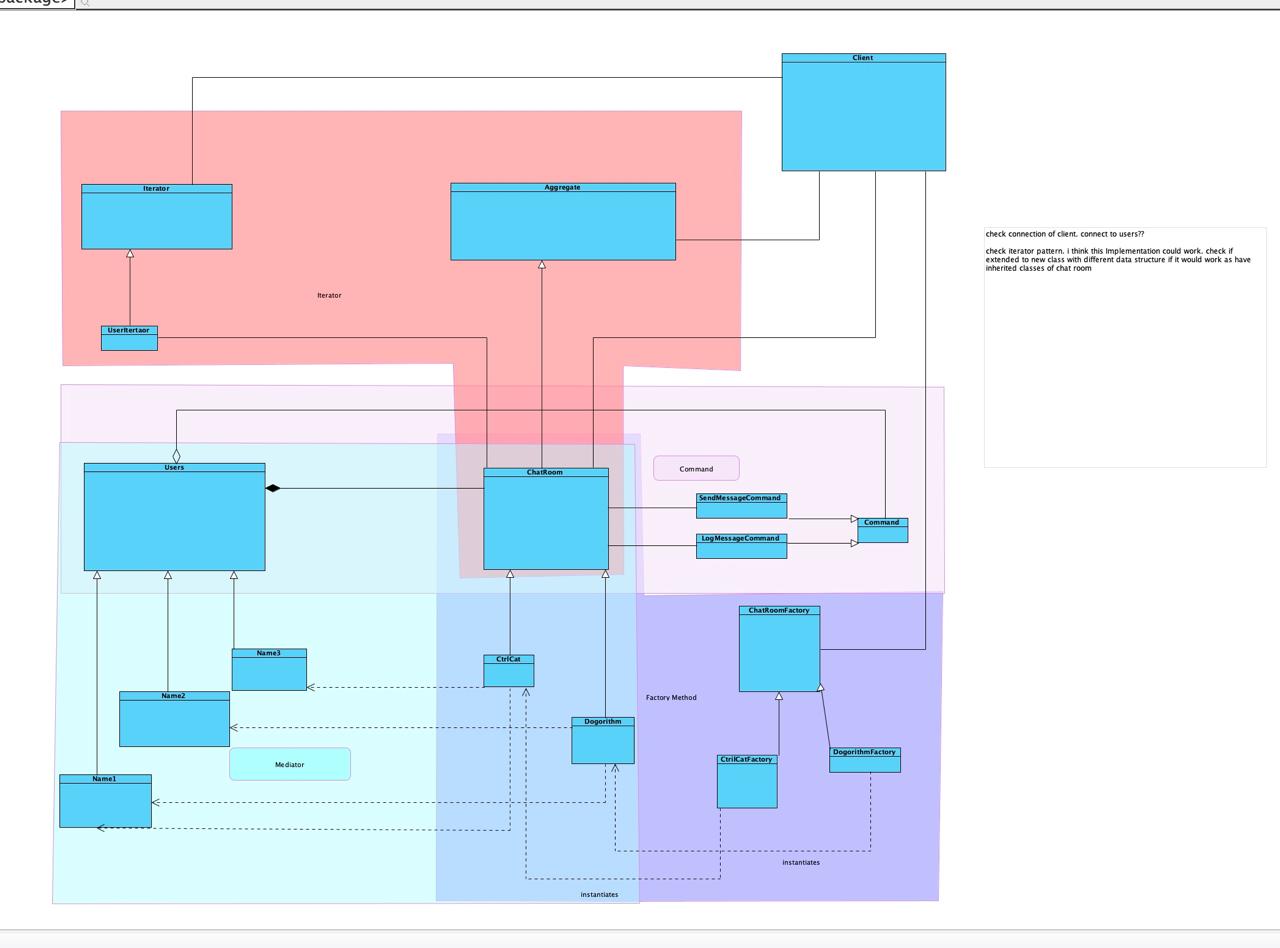 package>
Client
Iterator
Aggregate
check connection of client. connect to users??
check iterator pattern. i think this Implementation could work. check if
extended to new class with different data structure if it would work as have
inherited classes of chat room
Iterator
UserItertaor
Users
ChatRoom
Command
SendMessageCommand
Command
LogMessageCommand
ChatRoomFactory
Name3
CtrlCat
Name2
Factory Method
Dogorithm
DogorithmFactory
CtrilCatFactory
Mediator
Name1
instantiates
instantiates